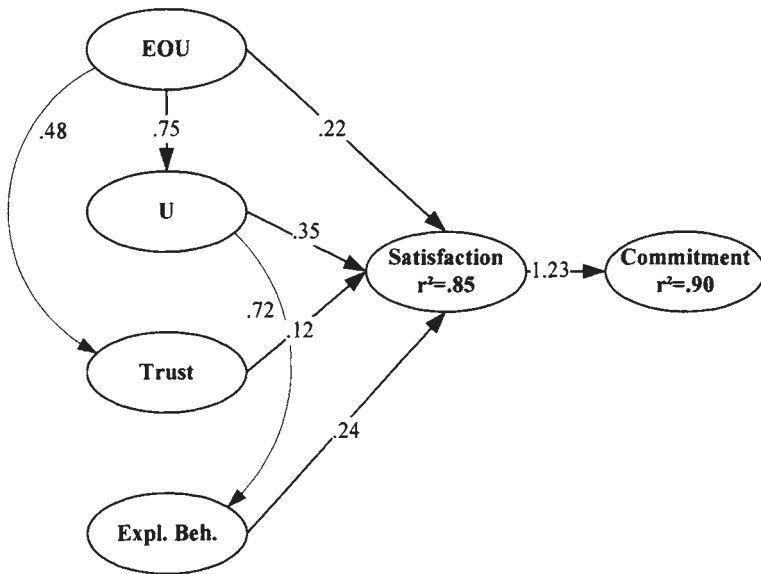 EOU
.48
.75
.22
U
.35
Satisfaction
r²=.85
1.23
Commitment
r²=.90
.72
.12
Trust
.24
Expl. Beh.